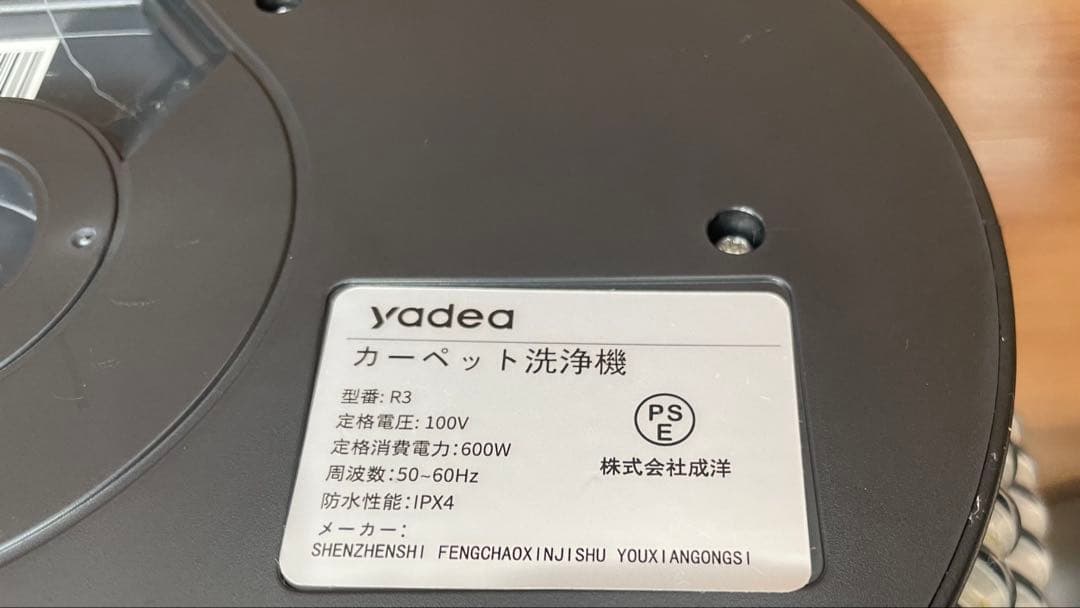 yadea
カーペット洗浄機
型番: R3
定格電圧: 100V
定格消費電力:600W
周波数:50~60Hz
防水性能:IPX4
メーカー:
SHENZHENSHI FENGCHAOXINJISHU YOUXIANGONGSI
PS
E
株式会社成洋